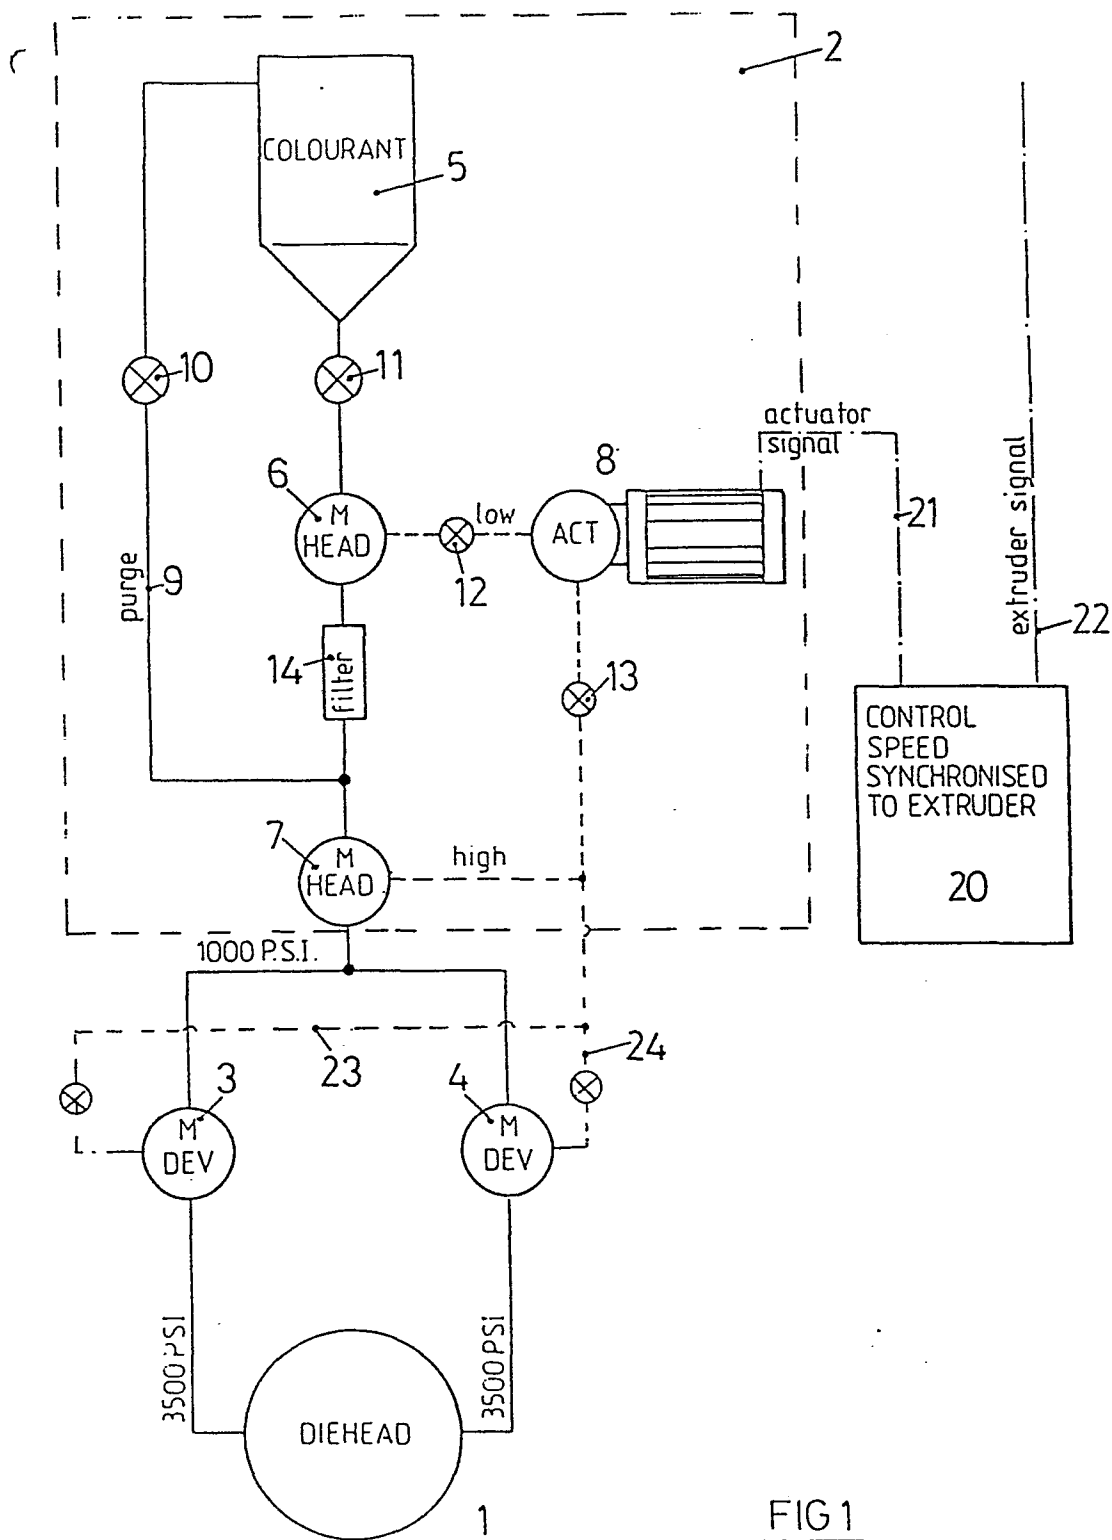 2
COLOURANT
5
10
11
actuator
signal
6
8
M
HEAD
low
ACT
12
21
extruder signal
22
purge
9
14
filter
13
CONTROL
SPEED
SYNCHRONISED
TO EXTRUDER
20
7
M
HEAD
high
1000 P.S.I.
23
24
3
4
M
DEV
M
DEV
3500 PSI
3500 PSI
DIEHEAD
1
FIG 1